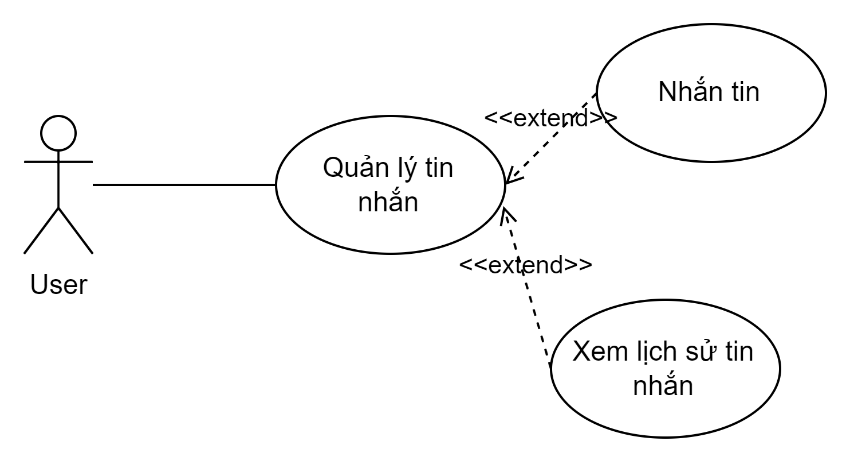 Nhắn tin
<<extend>>
Quản lý tin
nhắn
<<extend>>
User
Xem lịch sử tin
nhắn